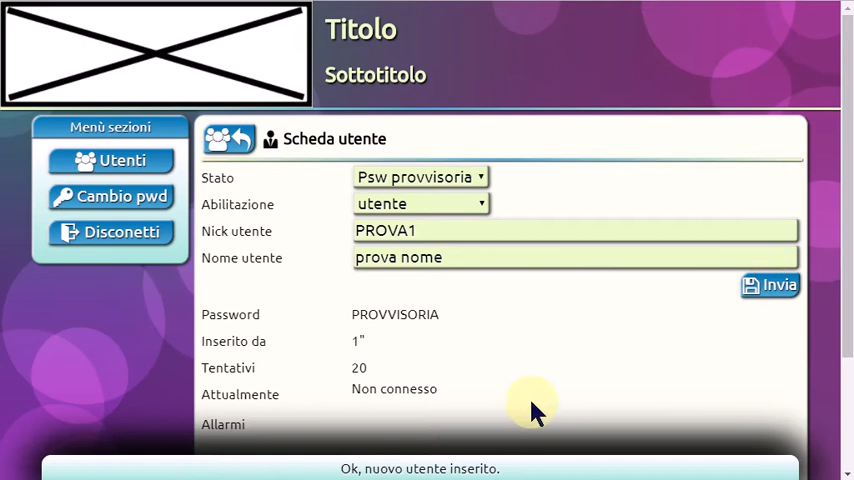 Titolo
Sottotitolo
Menù sezioni
Utenti
Cambio pwd
Disconetti
Scheda utente
Stato Psw provvisoria
Abilitazione utente
Nick utente PROVA1
Nome utente prova nome
Invia
Password PROVVISORIA
Inserito da 1"
Tentativi 20
Attualmente Non connesso
Allarmi
Ok, nuovo utente inserito.